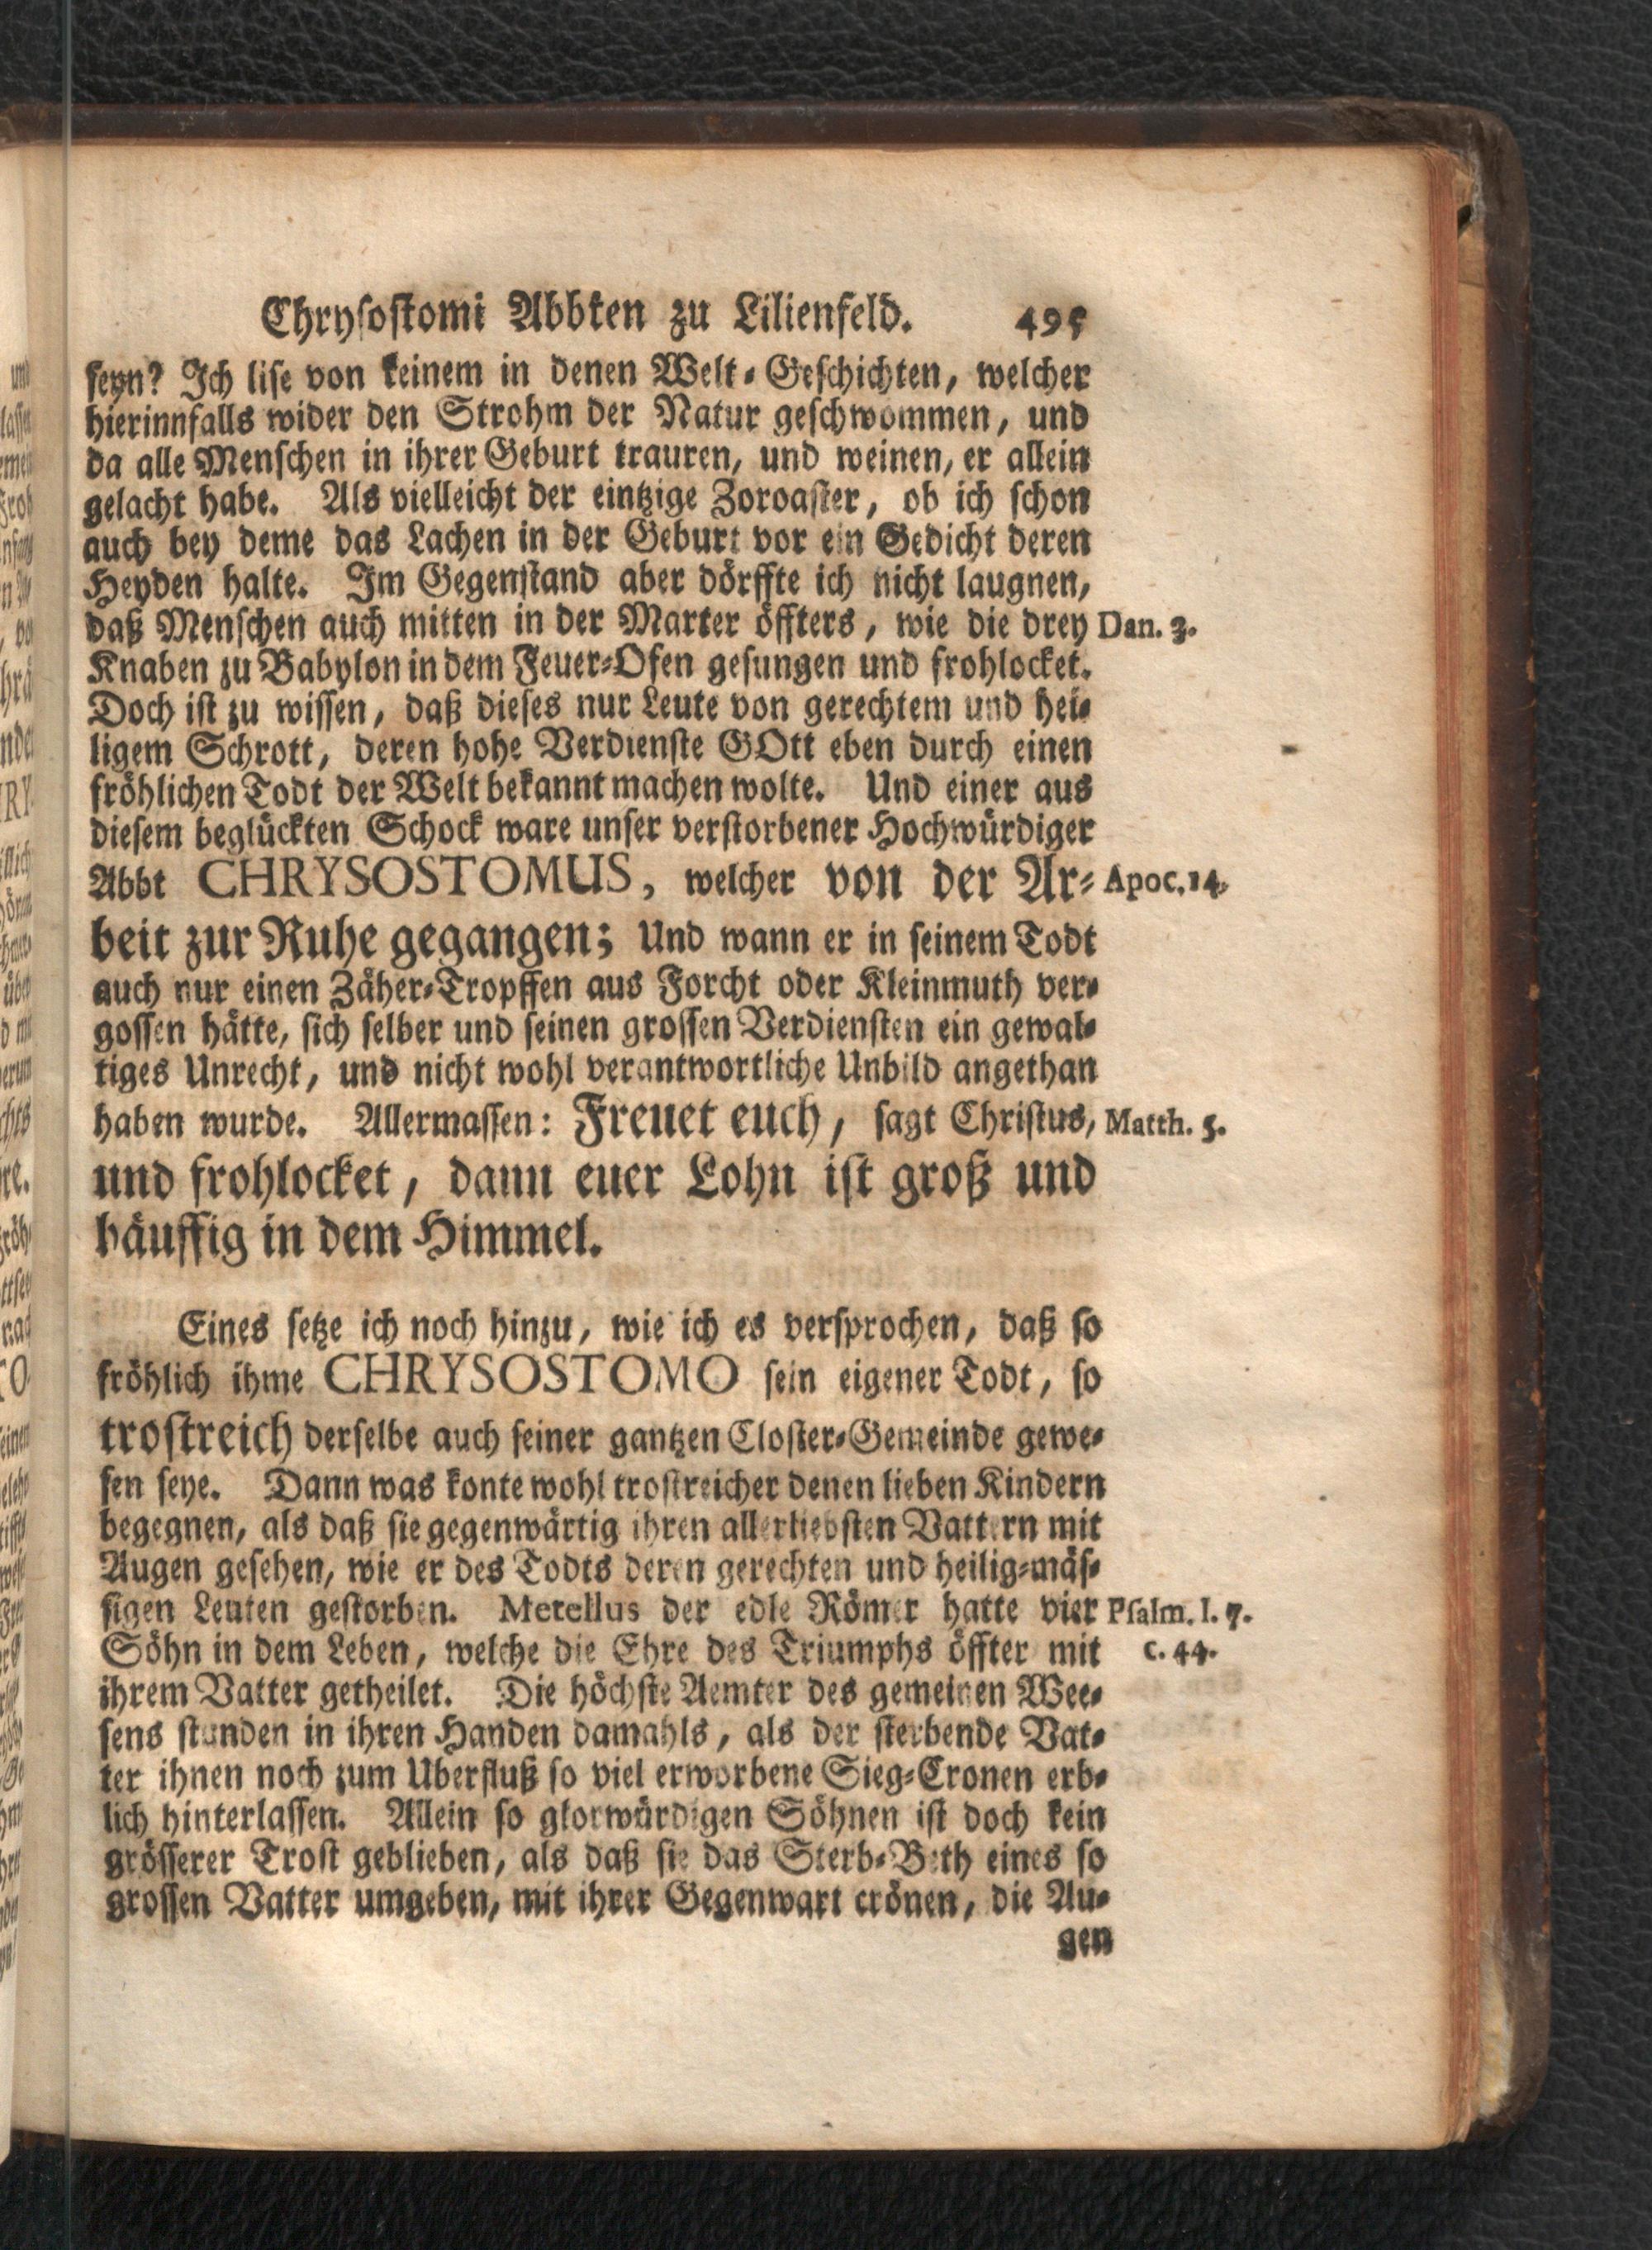 Chrysostomi Abbten zu Lilienfeld. 495
seyn? Ich lise von keinem in denen Welt-Geschichten, welcher
hierinnfalls wider den Strohm der Natur geschwommen, und
da alle Menschen in ihrer Geburt trauren, und weinen, er allein
gelacht habe. Als vielleicht der eintzige Zoroaster, ob ich schon
auch bey deme das Lachen in der Geburt vor ein Gedicht deren
Heyden halte. Im Gegenstand aber dörffte ich nicht laugnen,
daß Menschen auch mitten in der Marter öffters, wie die drey Dan. 3.
Knaben zu Babylon in dem Feuer-Ofen gesungen und frohlocket.
Doch ist zu wissen, daß dieses nur Leute von gerechtem und hei-
ligem Schrott, deren hohe Verdienste GOtt eben durch einen
fröhlichen Todt der Welt bekannt machen wolte. Und einer aus
diesem beglückten Schock ware unser verstorbener Hochwürdiger
Abbt CHRYSOSTOMUS, welcher von der Ar- Apoc. 14.
beit zur Ruhe gegangen; Und wann er in seinem Todt
auch nur einen Zäher-Tropffen aus Forcht oder Kleinmuth ver-
gossen hätte, sich selber und seinen grossen Verdiensten ein gewal-
tiges Unrecht, und nicht wohl verantwortliche Unbild angethan
haben wurde. Allermassen: Freuet euch, sagt Christus, Matth. 5.
und frohlocket, dann euer Lohn ist groß und
häuffig in dem Himmel.
Eines setze ich noch hinzu, wie ich es versprochen, daß so
fröhlich ihme CHRYSOSTOMO sein eigener Todt, so
trostreich derselbe auch seiner gantzen Closter-Gemeinde gewe-
sen seye. Dann was konte wohl trostreicher denen lieben Kindern
begegnen, als daß sie gegenwärtig ihren allerliebsten Vattern mit
Augen gesehen, wie er des Todts deren gerechten und heilig-mäs-
sigen Leuten gestorben. Metellus der edle Römer hatte vier Psalm. l. 7.
Söhn in dem Leben, welche die Ehre des Triumphs öffter mit c. 44.
ihrem Vatter getheilet. Die höchste Aemter des gemeinen Wee-
sens stunden in ihren Handen damahls, als der sterbende Vat-
ter ihnen noch zum Uberfluß so viel erworbene Sieg-Cronen erb-
lich hinterlassen. Allein so glorwürdigen Söhnen ist doch kein
grösserer Trost geblieben, als daß sie das Sterb-Beth eines so
grossen Vatter umgeben, mit ihrer Gegenwart crönen, die Au-
gen